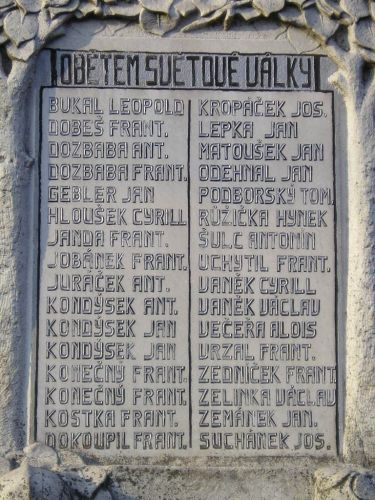 OBĚTEM SVĚTOVÉ VÁLKY
BUKAL LEOPOLD
DOBEŠ FRANT.
DOZBABA ANT.
DOZBABA FRANT.
GEBLER JAN
HLOUŠEK CYRILL
JANDA FRANT.
JOBÁNEK FRANT.
JURÁČEK ANT.
KONDÝSEK ANT.
KONDÝSEK JAN
KONDÝSEK JAN
KONEČNÝ FRANT.
KONEČNÝ FRANT.
KOSTKA FRANT.
DOKOUPIL FRANT.
KROPÁČEK JOS.
LEPKA JAN
MATOUŠEK JAN
ODEHNAL JAN
PODBORSKÝ TOM.
RŮŽIČKA HYNEK
ŠULC ANTONÍN
UCHYTIL FRANT.
VANĚK CYRILL
VANĚK VÁCLAV
VEČEŘA ALOIS
VRZAL FRANT.
ZEDNÍČEK FRANT.
ZELINKA VÁCLAV
ZEMÁNEK JAN.
SUCHÁNEK JOS.